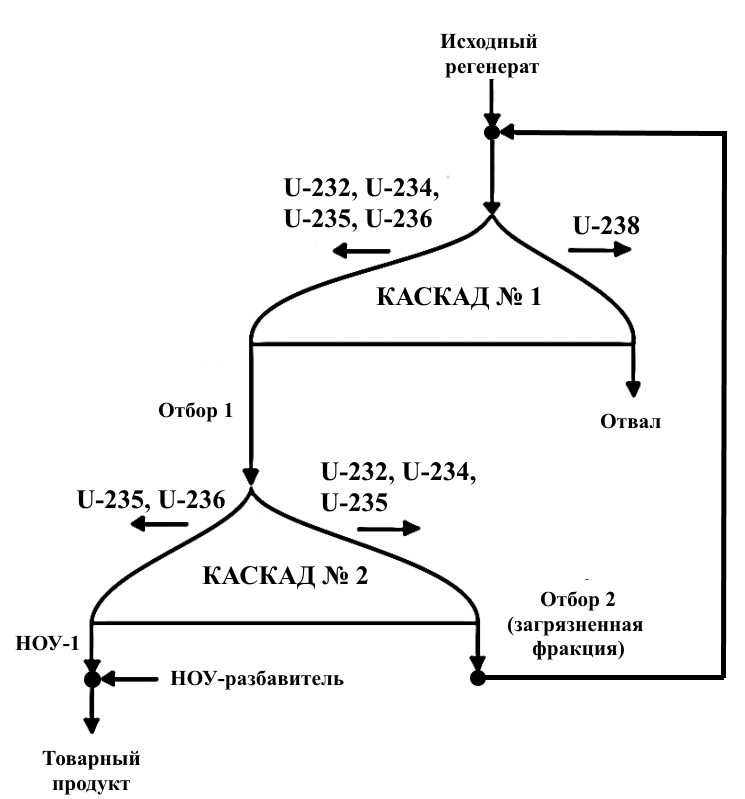 Исходный
регенерат
U-232, U-234,
U-235, U-236
U-238
КАСКАД № 1
Отбор 1
Отвал
U-235, U-236
U-232, U-234,
U-235
КАСКАД № 2
Отбор 2
(загрязненная
фракция)
НОУ-1
НОУ-разбавитель
Товарный
продукт